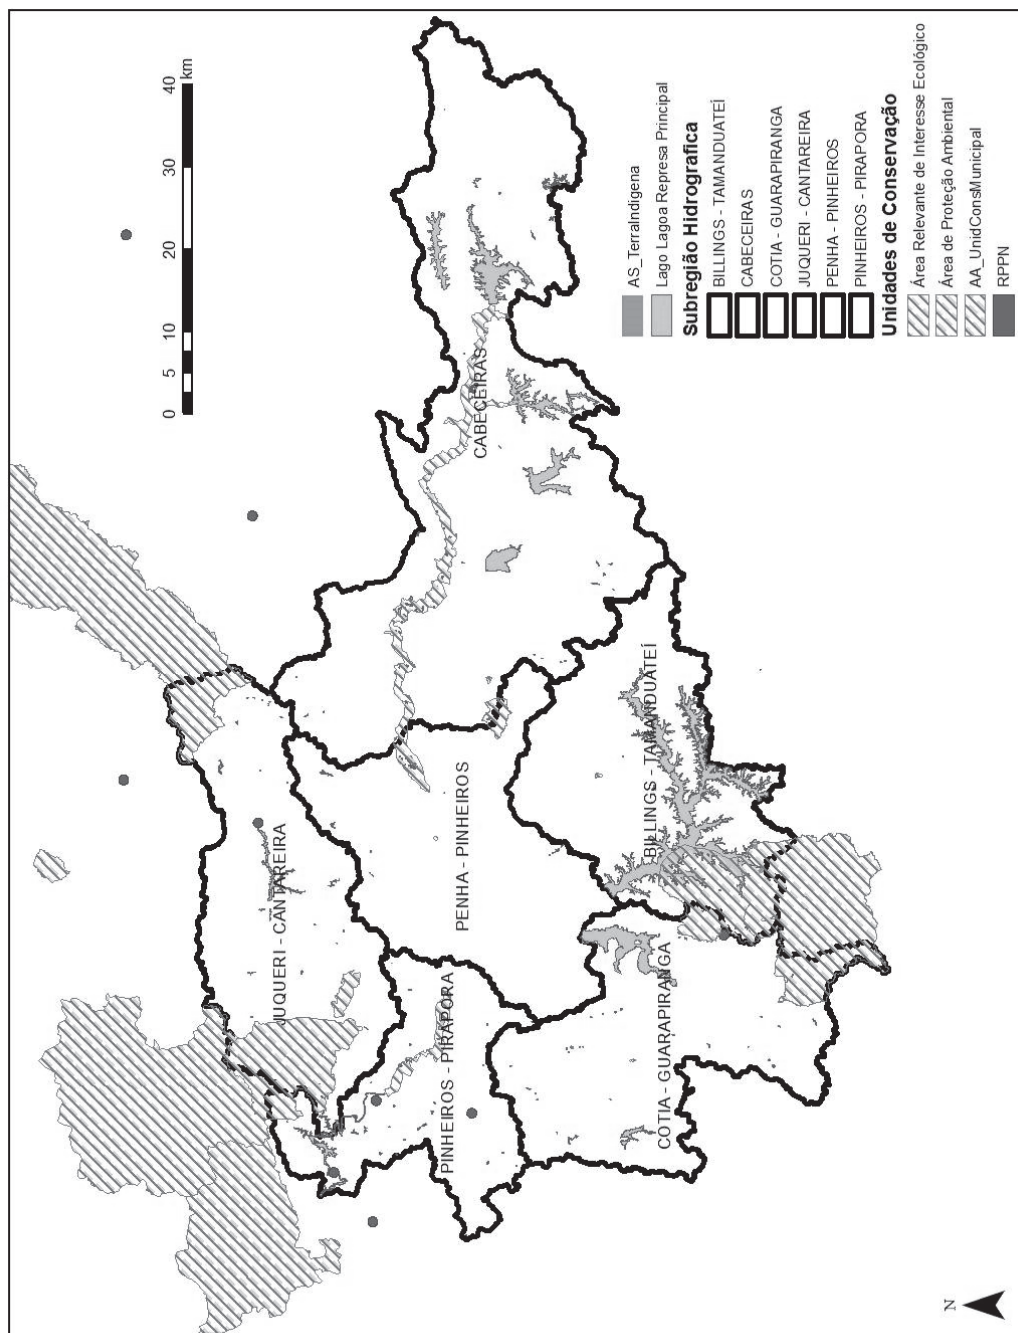 0 5 10 20 30 40
km
JUQUERI - CANTAREIRA
PINHEIROS - PIRAPORA
PENHA - PINHEIROS
CABECEIRAS
COTIA - GUARAPIRANGA
BILLINGS - TAMANDUATEÍ
AS_TerraIndigena
Lago Lagoa Represa Principal
Subregião Hidrografica
BILLINGS - TAMANDUATEÍ
CABECEIRAS
COTIA - GUARAPIRANGA
JUQUERI - CANTAREIRA
PENHA - PINHEIROS
PINHEIROS - PIRAPORA
Unidades de Conservação
Área Relevante de Interesse Ecológico
Área de Proteção Ambiental
AA_UnidConsMunicipal
RPPN
N